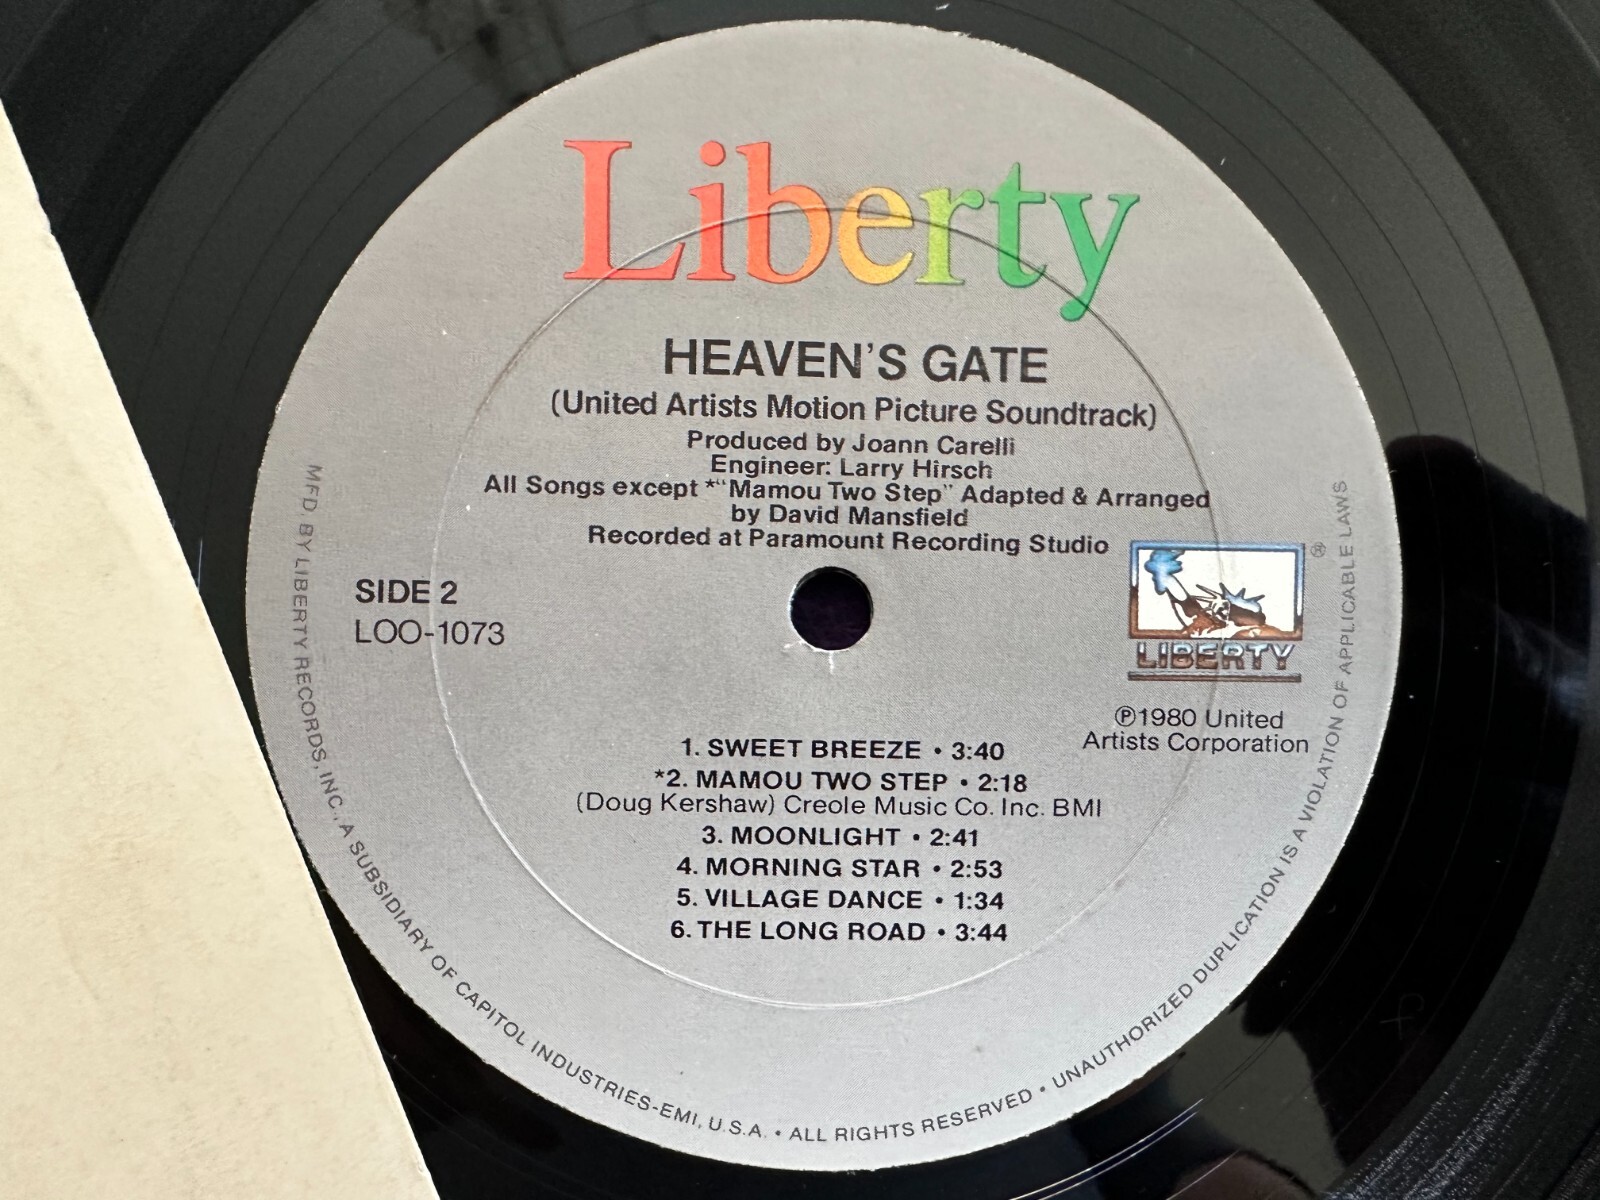 Liberty
HEAVEN'S GATE
(United Artists Motion Picture Soundtrack)
Produced by Joann Carelli
Engineer: Larry Hirsch
All Songs except *"Mamou Two Step" Adapted & Arranged
by David Mansfield
Recorded at Paramount Recording Studio
SIDE 2
LOO-1073
LIBERTY
®
℗1980 United
Artists Corporation
1. SWEET BREEZE • 3:40
*2. MAMOU TWO STEP • 2:18
(Doug Kershaw) Creole Music Co. Inc. BMI
3. MOONLIGHT • 2:41
4. MORNING STAR • 2:53
5. VILLAGE DANCE • 1:34
6. THE LONG ROAD • 3:44
MFD. BY LIBERTY RECORDS, INC., A SUBSIDIARY OF CAPITOL INDUSTRIES-EMI, U.S.A. • ALL RIGHTS RESERVED • UNAUTHORIZED DUPLICATION IS A VIOLATION OF APPLICABLE LAWS